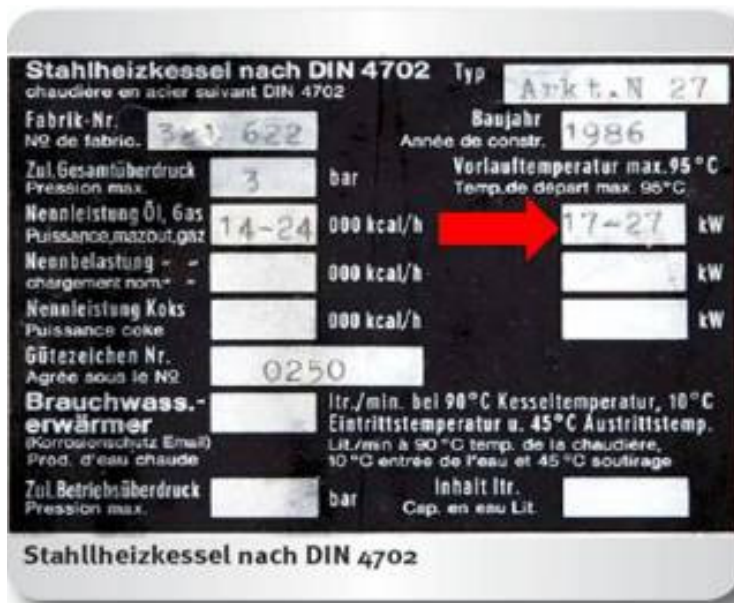 Stahlheizkessel nach DIN 4702 Typ Arkt.N 27
chaudière en acier suivant DIN 4702
Fabrik-Nr. 622 Baujahr 1986
Nº de fabric. Année de constr.
Zul.Gesamtüberdruck 3 bar Vorlauftemperatur max.95°C
Pression max. Temp.de départ max. 95°C
Nennleistung Öl, Gas 14-24 000 kcal/h 17-27 kW
Puissance,mazout,gaz
Nennbelastung - - 000 kcal/h kW
chargement nom.- -
Nennleistung Koks 000 kcal/h kW
Puissance coke
Gütezeichen Nr. 0250
Agrée sous le Nº
Brauchwass.- ltr./min. bei 90°C Kesseltemperatur, 10°C
erwärmer Eintrittstemperatur u. 45°C Austrittstemp.
(Korrosionschutz Email) Lit./min à 90°C temp. de la chaudière,
Prod. d'eau chaude 10°C entrée de l'eau et 45°C soutirage
Zul.Betriebsüberdruck bar Inhalt ltr.
Pression max. Cap. en eau Lit.
Stahllheizkessel nach DIN 4702